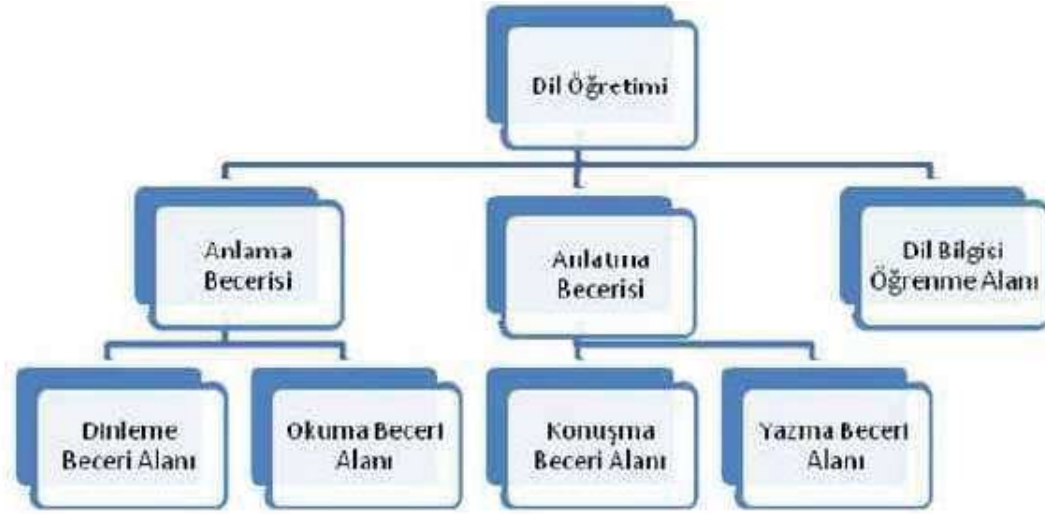 Dil Öğretimi
Anlama
Becerisi
Anlatma
Becerisi
Dil Bilgisi
Öğrenme Alanı
Dinleme
Beceri Alanı
Okuma Beceri
Alanı
Konuşma
Beceri Alanı
Yazma Beceri
Alanı